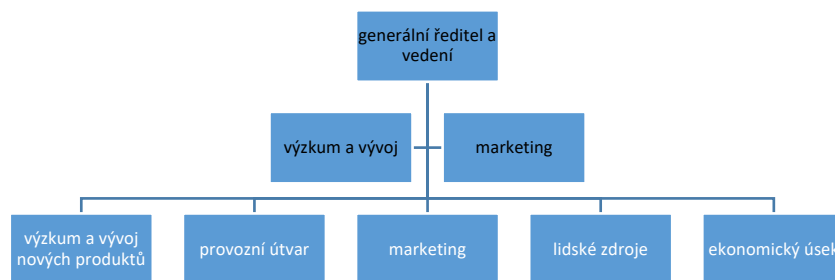 generální ředitel a
vedení
výzkum a vývoj
marketing
výzkum a vývoj
nových produktů
provozní útvar
marketing
lidské zdroje
ekonomický úsek